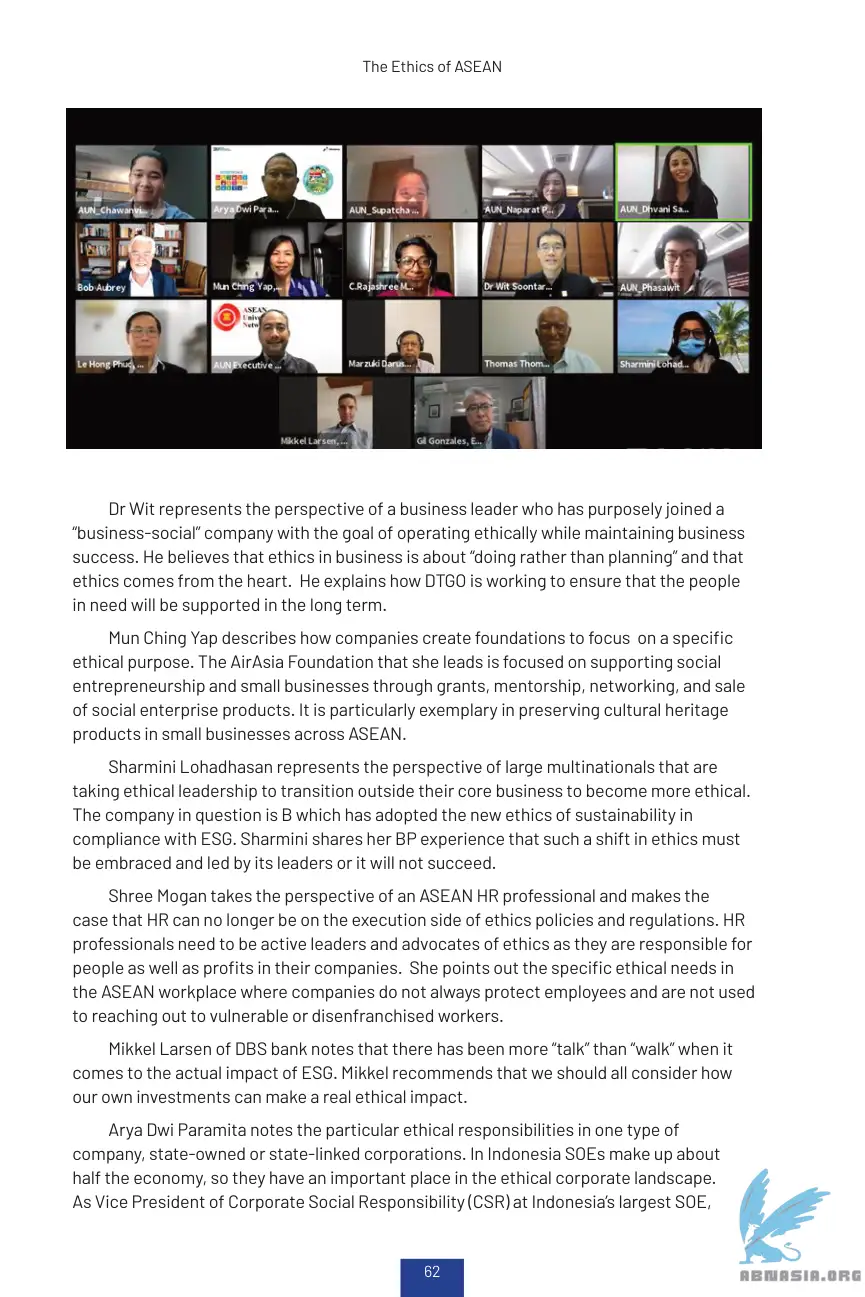 The Ethics of ASEAN
AUN_Chawanvi...
Arya Dwi Para...
AUN_Supatcha ...
AUN_Naparat P...
AUN_Dhvani Sa...
Bob Aubrey
Mun Ching Yap,...
C.Rajashree M...
Dr Wit Soontar...
AUN_Phasawit
ASEAN
Le Hong Phuc, ...
AUN Executive ...
Marzuki Darus...
Thomas Thom...
Sharmini Lohad...
Mikkel Larsen, ...
Gil Gonzales, E...
Dr Wit represents the perspective of a business leader who has purposely joined a
“business-social” company with the goal of operating ethically while maintaining business
success. He believes that ethics in business is about “doing rather than planning” and that
ethics comes from the heart.  He explains how DTGO is working to ensure that the people
in need will be supported in the long term.
Mun Ching Yap describes how companies create foundations to focus  on a specific
ethical purpose. The AirAsia Foundation that she leads is focused on supporting social
entrepreneurship and small businesses through grants, mentorship, networking, and sale
of social enterprise products. It is particularly exemplary in preserving cultural heritage
products in small businesses across ASEAN.
Sharmini Lohadhasan represents the perspective of large multinationals that are
taking ethical leadership to transition outside their core business to become more ethical.
The company in question is B which has adopted the new ethics of sustainability in
compliance with ESG. Sharmini shares her BP experience that such a shift in ethics must
be embraced and led by its leaders or it will not succeed.
Shree Mogan takes the perspective of an ASEAN HR professional and makes the
case that HR can no longer be on the execution side of ethics policies and regulations. HR
professionals need to be active leaders and advocates of ethics as they are responsible for
people as well as profits in their companies.  She points out the specific ethical needs in
the ASEAN workplace where companies do not always protect employees and are not used
to reaching out to vulnerable or disenfranchised workers.
Mikkel Larsen of DBS bank notes that there has been more “talk” than “walk” when it
comes to the actual impact of ESG. Mikkel recommends that we should all consider how
our own investments can make a real ethical impact.
Arya Dwi Paramita notes the particular ethical responsibilities in one type of
company, state-owned or state-linked corporations. In Indonesia SOEs make up about
half the economy, so they have an important place in the ethical corporate landscape.
As Vice President of Corporate Social Responsibility (CSR) at Indonesia’s largest SOE,
62
ABNASIA.ORG